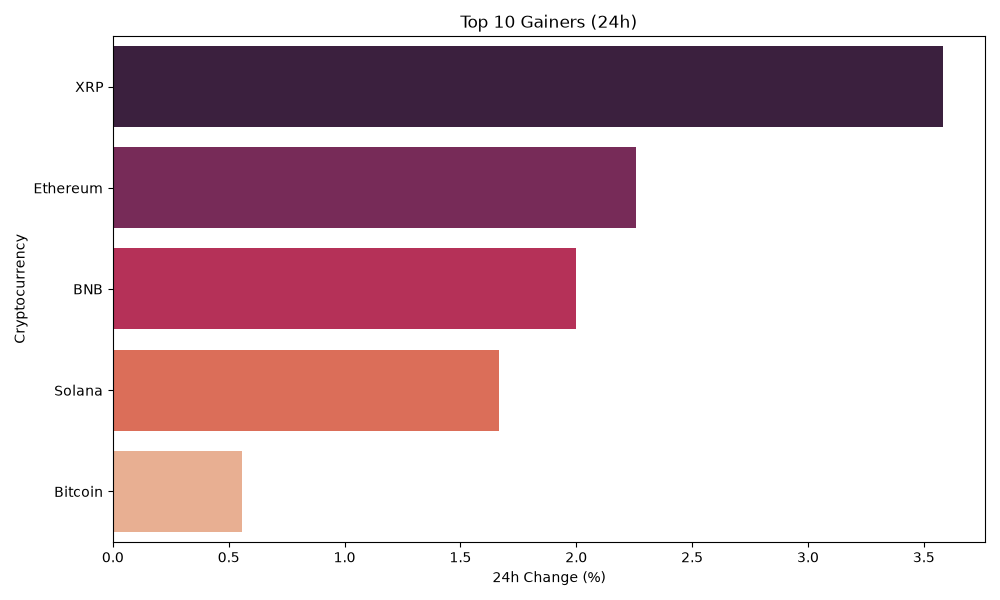 Top 10 Gainers (24h)
Cryptocurrency
XRP
Ethereum
BNB
Solana
Bitcoin
0.0 0.5 1.0 1.5 2.0 2.5 3.0 3.5
24h Change (%)